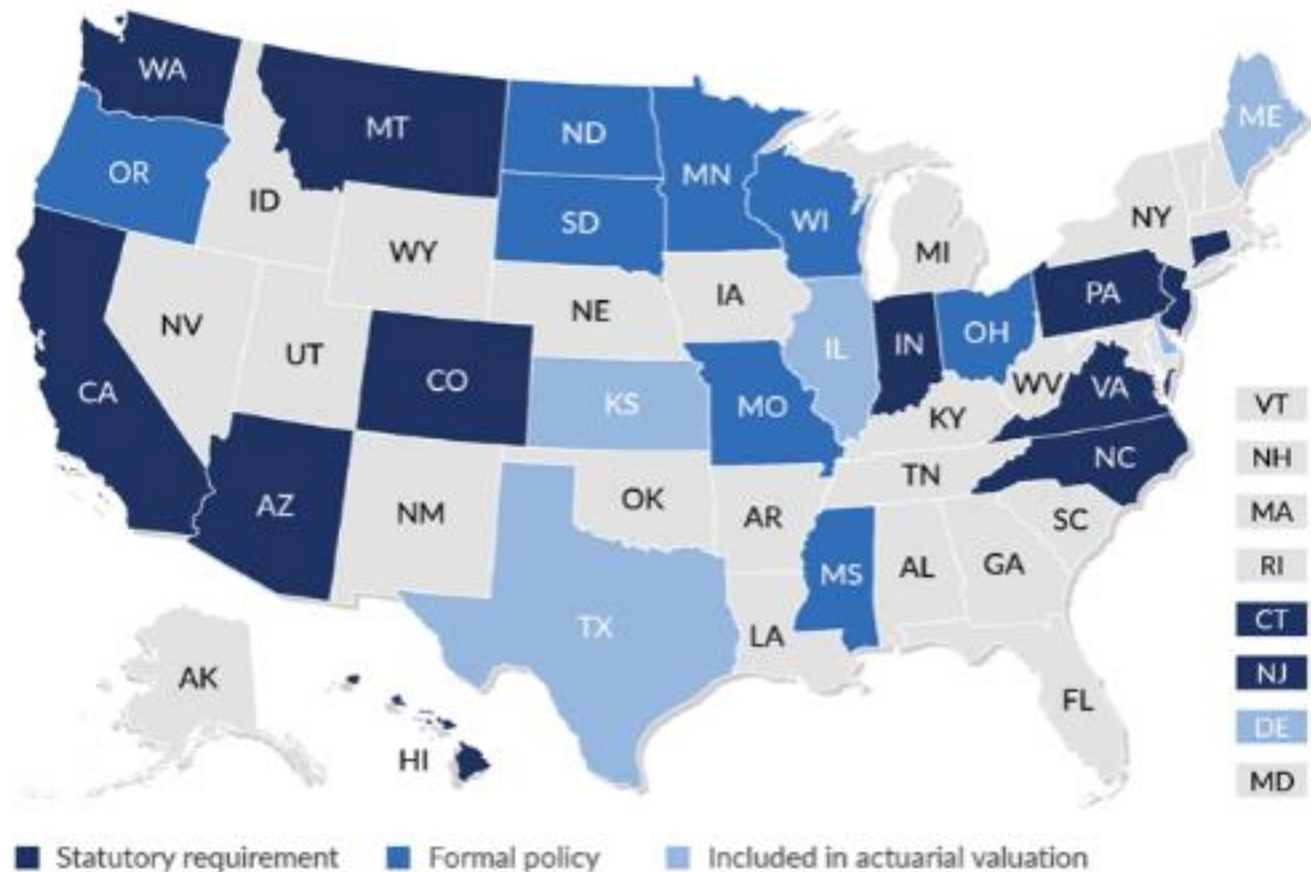 WA
MT
ND
MN
ME
OR
ID
SD
WI
NY
WY
MI
IA
NE
PA
NV
UT
CO
IL
IN
OH
CA
KS
MO
WV
VA
KY
VT
NC
NH
TN
AZ
NM
OK
AR
SC
MA
MS
AL
GA
RI
TX
LA
CT
AK
NJ
FL
DE
HI
MD
Statutory requirement Formal policy Included in actuarial valuation